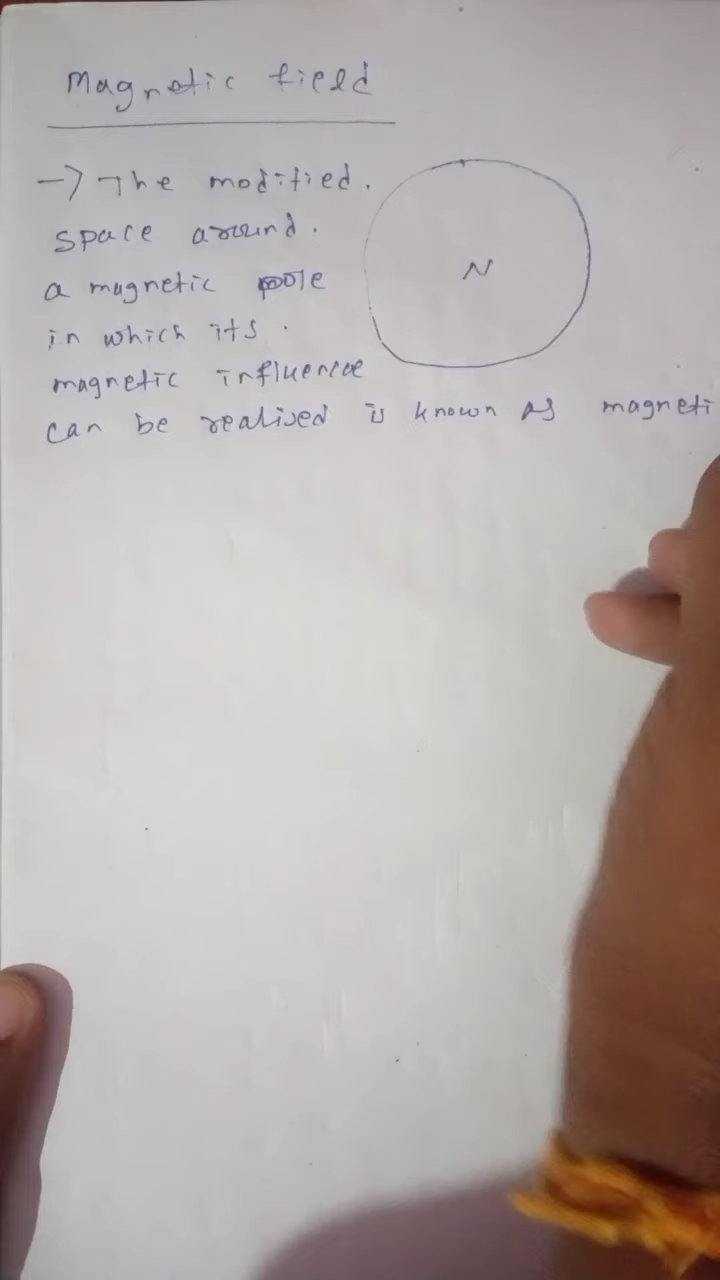 Magnetic field
→ The modified.
space around.
a magnetic pole
in which its.
magnetic influence
can be realised is known as magneti
N